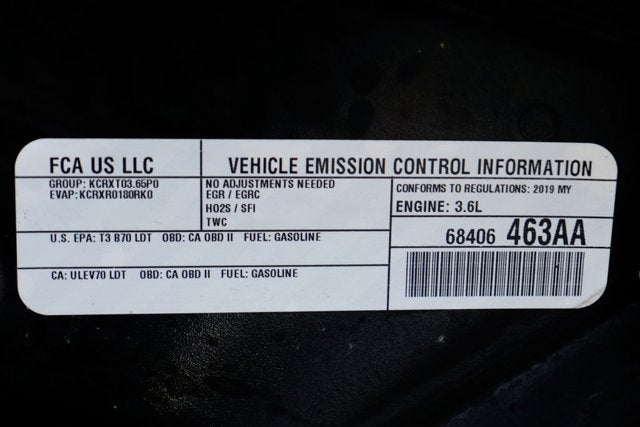 FCA US LLC
VEHICLE EMISSION CONTROL INFORMATION
GROUP: KCRXT03.65P0
EVAP: KCRXR0180RK0
NO ADJUSTMENTS NEEDED
EGR / EGRC
HO2S / SFI
TWC
CONFORMS TO REGULATIONS: 2019 MY
ENGINE: 3.6L
U.S. EPA: T3 B70 LDT OBD: CA OBD II FUEL: GASOLINE
68406 463AA
CA: ULEV70 LDT OBD: CA OBD II FUEL: GASOLINE